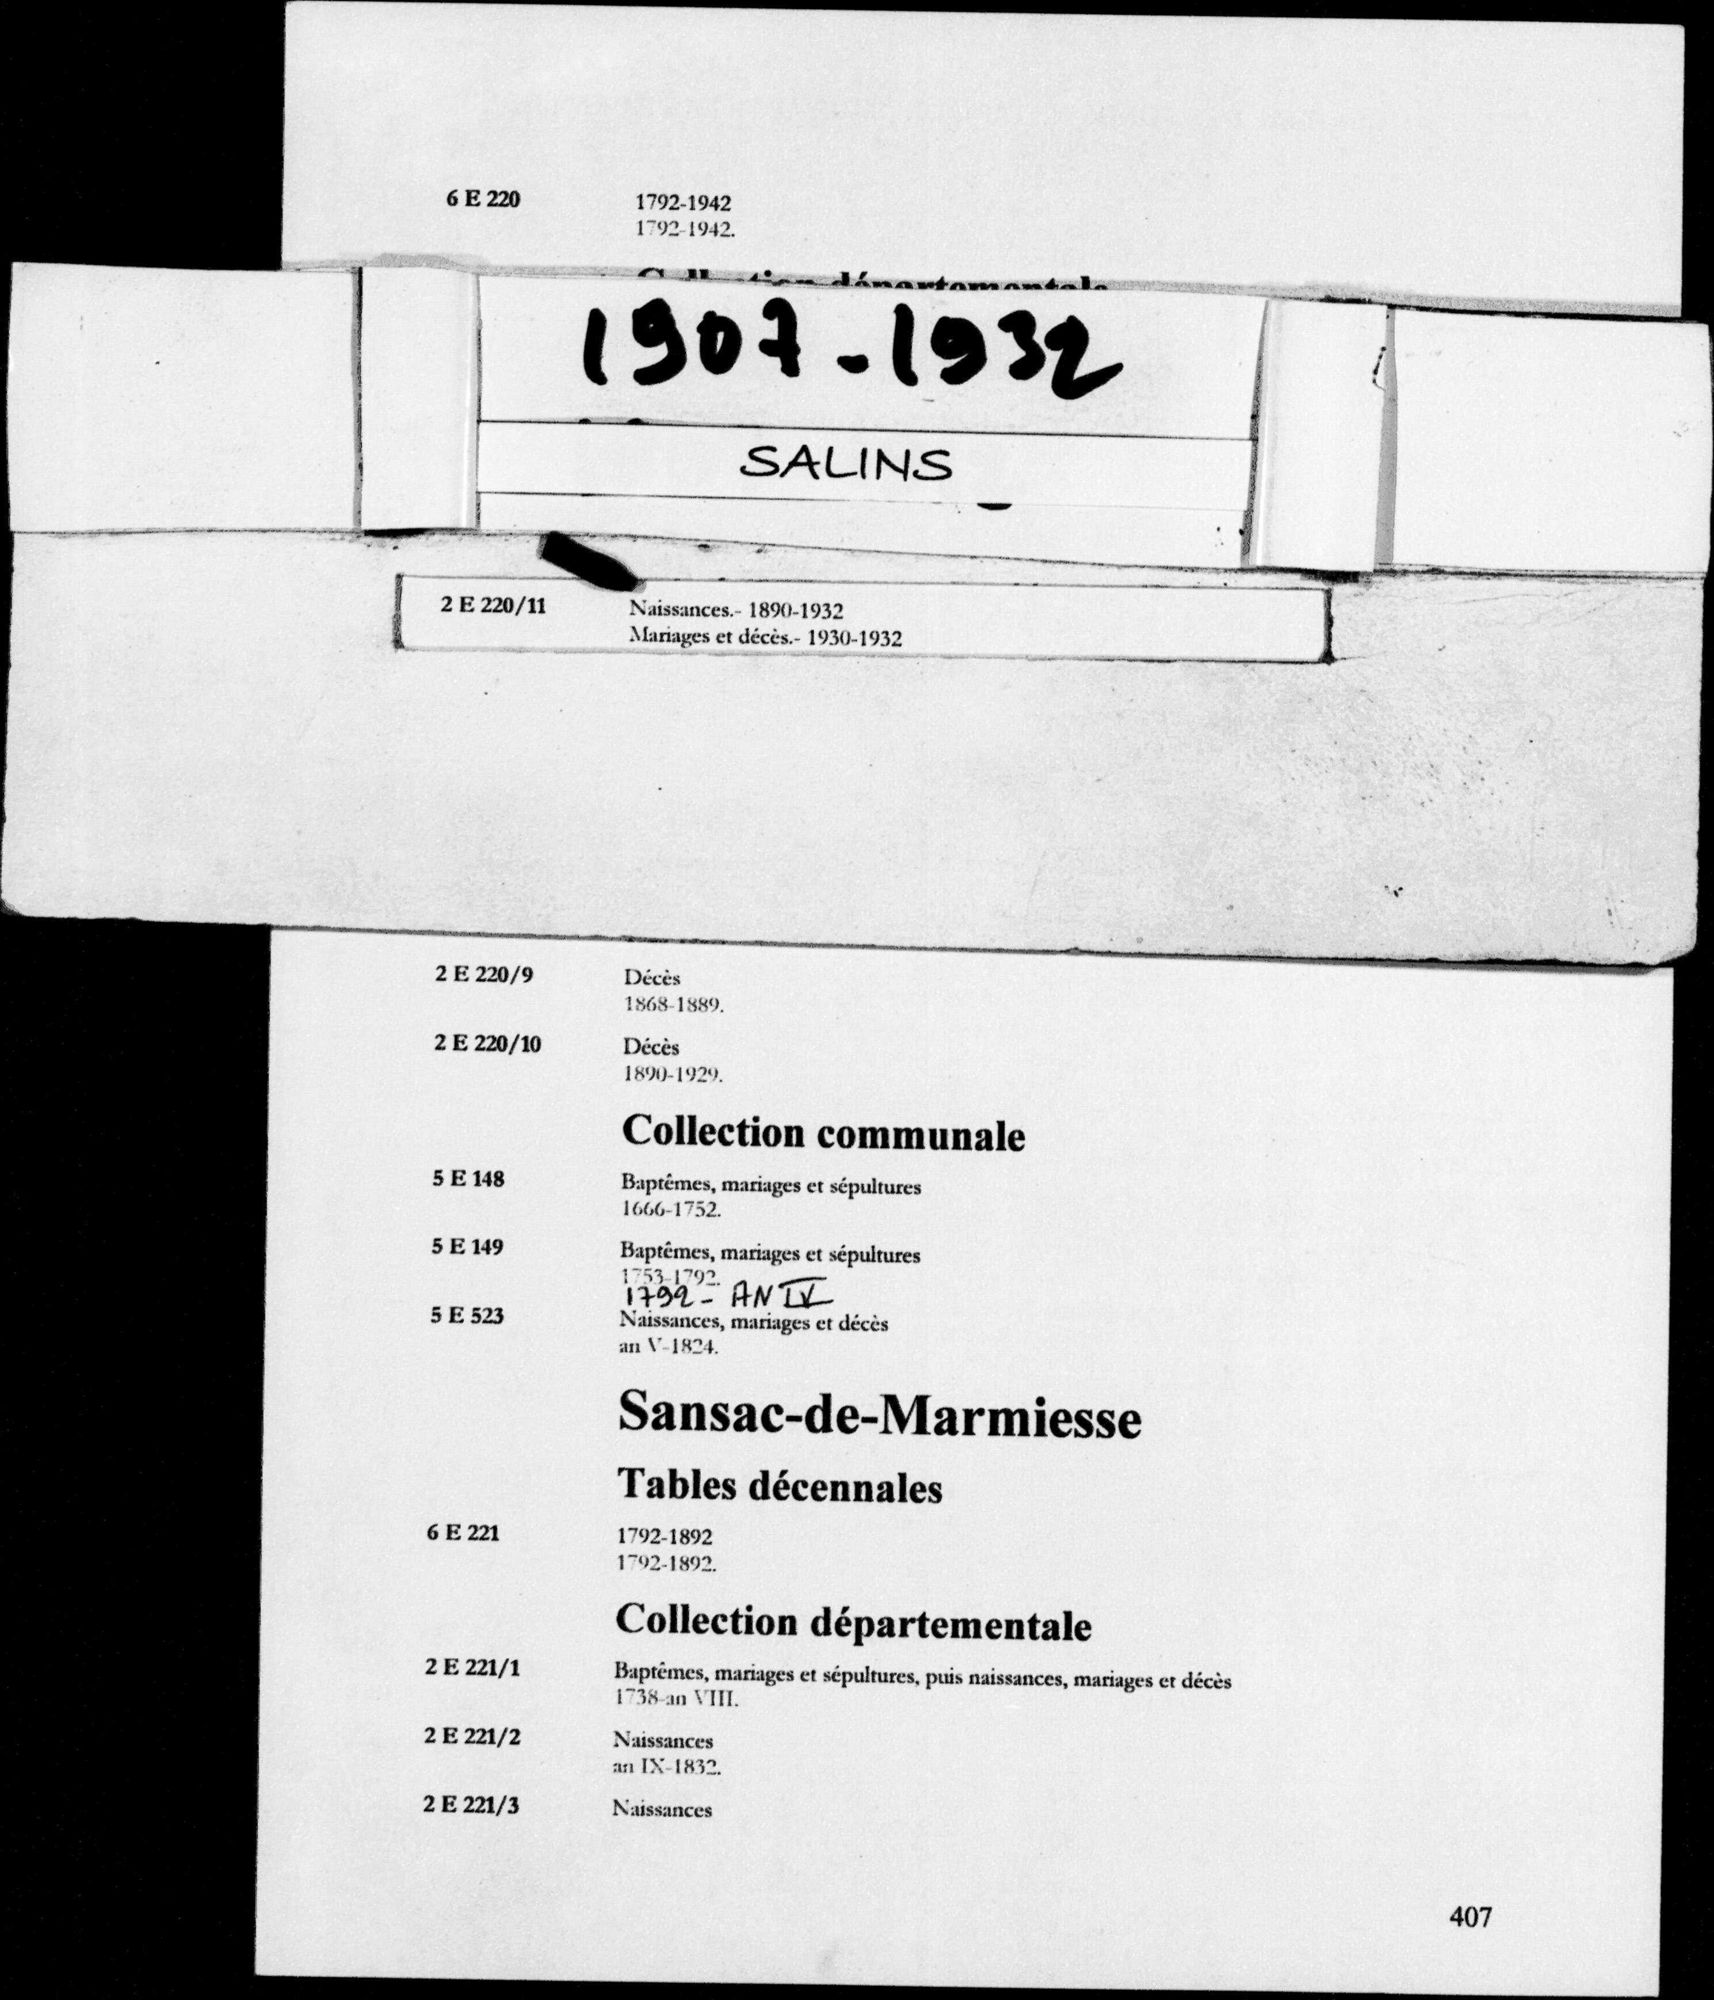 6 E 220 1792-1942
1792-1942.
Collection départementale
1907-1932
SALINS
2 E 220/11 Naissances.- 1890-1932
Mariages et décès.- 1930-1932
2 E 220/9 Décès
1868-1889.
2 E 220/10 Décès
1890-1929.
Collection communale
5 E 148 Baptêmes, mariages et sépultures
1666-1752.
5 E 149 Baptêmes, mariages et sépultures
1753-1792.
1792 - AN IV
5 E 523 Naissances, mariages et décès
an V-1824.
Sansac-de-Marmiesse
Tables décennales
6 E 221 1792-1892
1792-1892.
Collection départementale
2 E 221/1 Baptêmes, mariages et sépultures, puis naissances, mariages et décès
1738-an VIII.
2 E 221/2 Naissances
an IX-1832.
2 E 221/3 Naissances
407